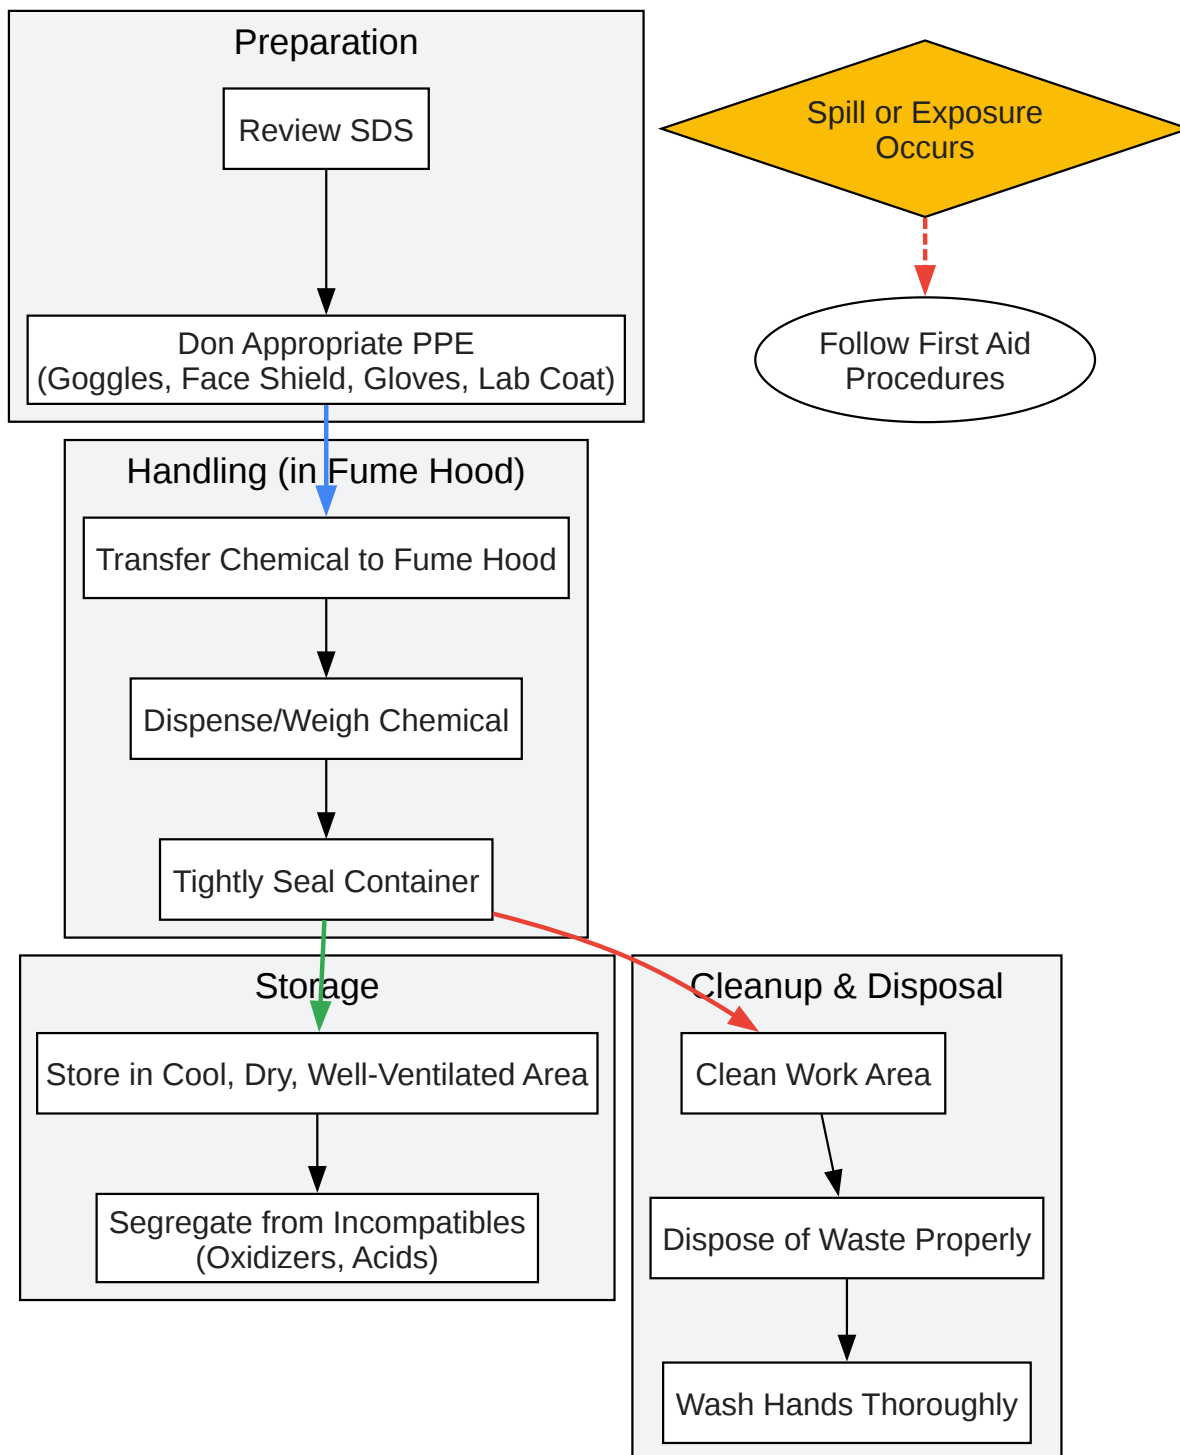 Preparation
Review SDS
Don Appropriate PPE
(Goggles, Face Shield, Gloves, Lab Coat)
Spill or Exposure
Occurs
Follow First Aid
Procedures
Handling (in Fume Hood)
Transfer Chemical to Fume Hood
Dispense/Weigh Chemical
Tightly Seal Container
Storage
Store in Cool, Dry, Well-Ventilated Area
Segregate from Incompatibles
(Oxidizers, Acids)
Cleanup & Disposal
Clean Work Area
Dispose of Waste Properly
Wash Hands Thoroughly